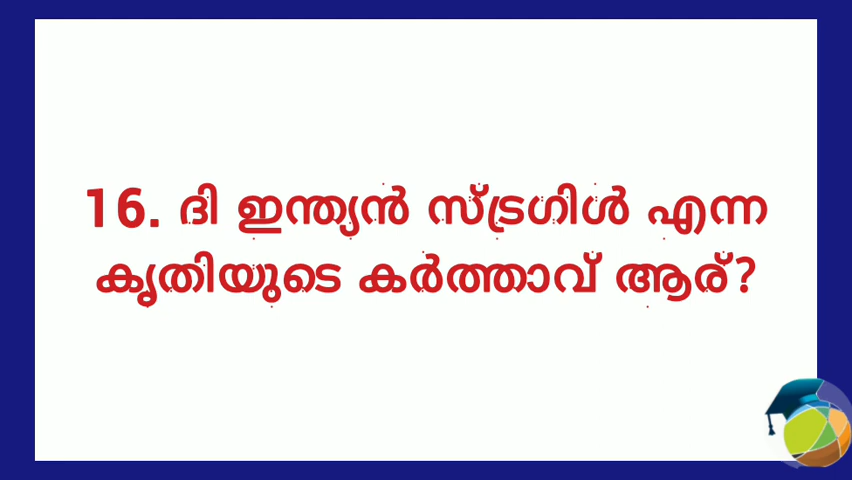 16. ദി ഇന്ത്യൻ സ്ട്രഗിൾ എന്ന
കൃതിയുടെ കർത്താവ് ആര്?